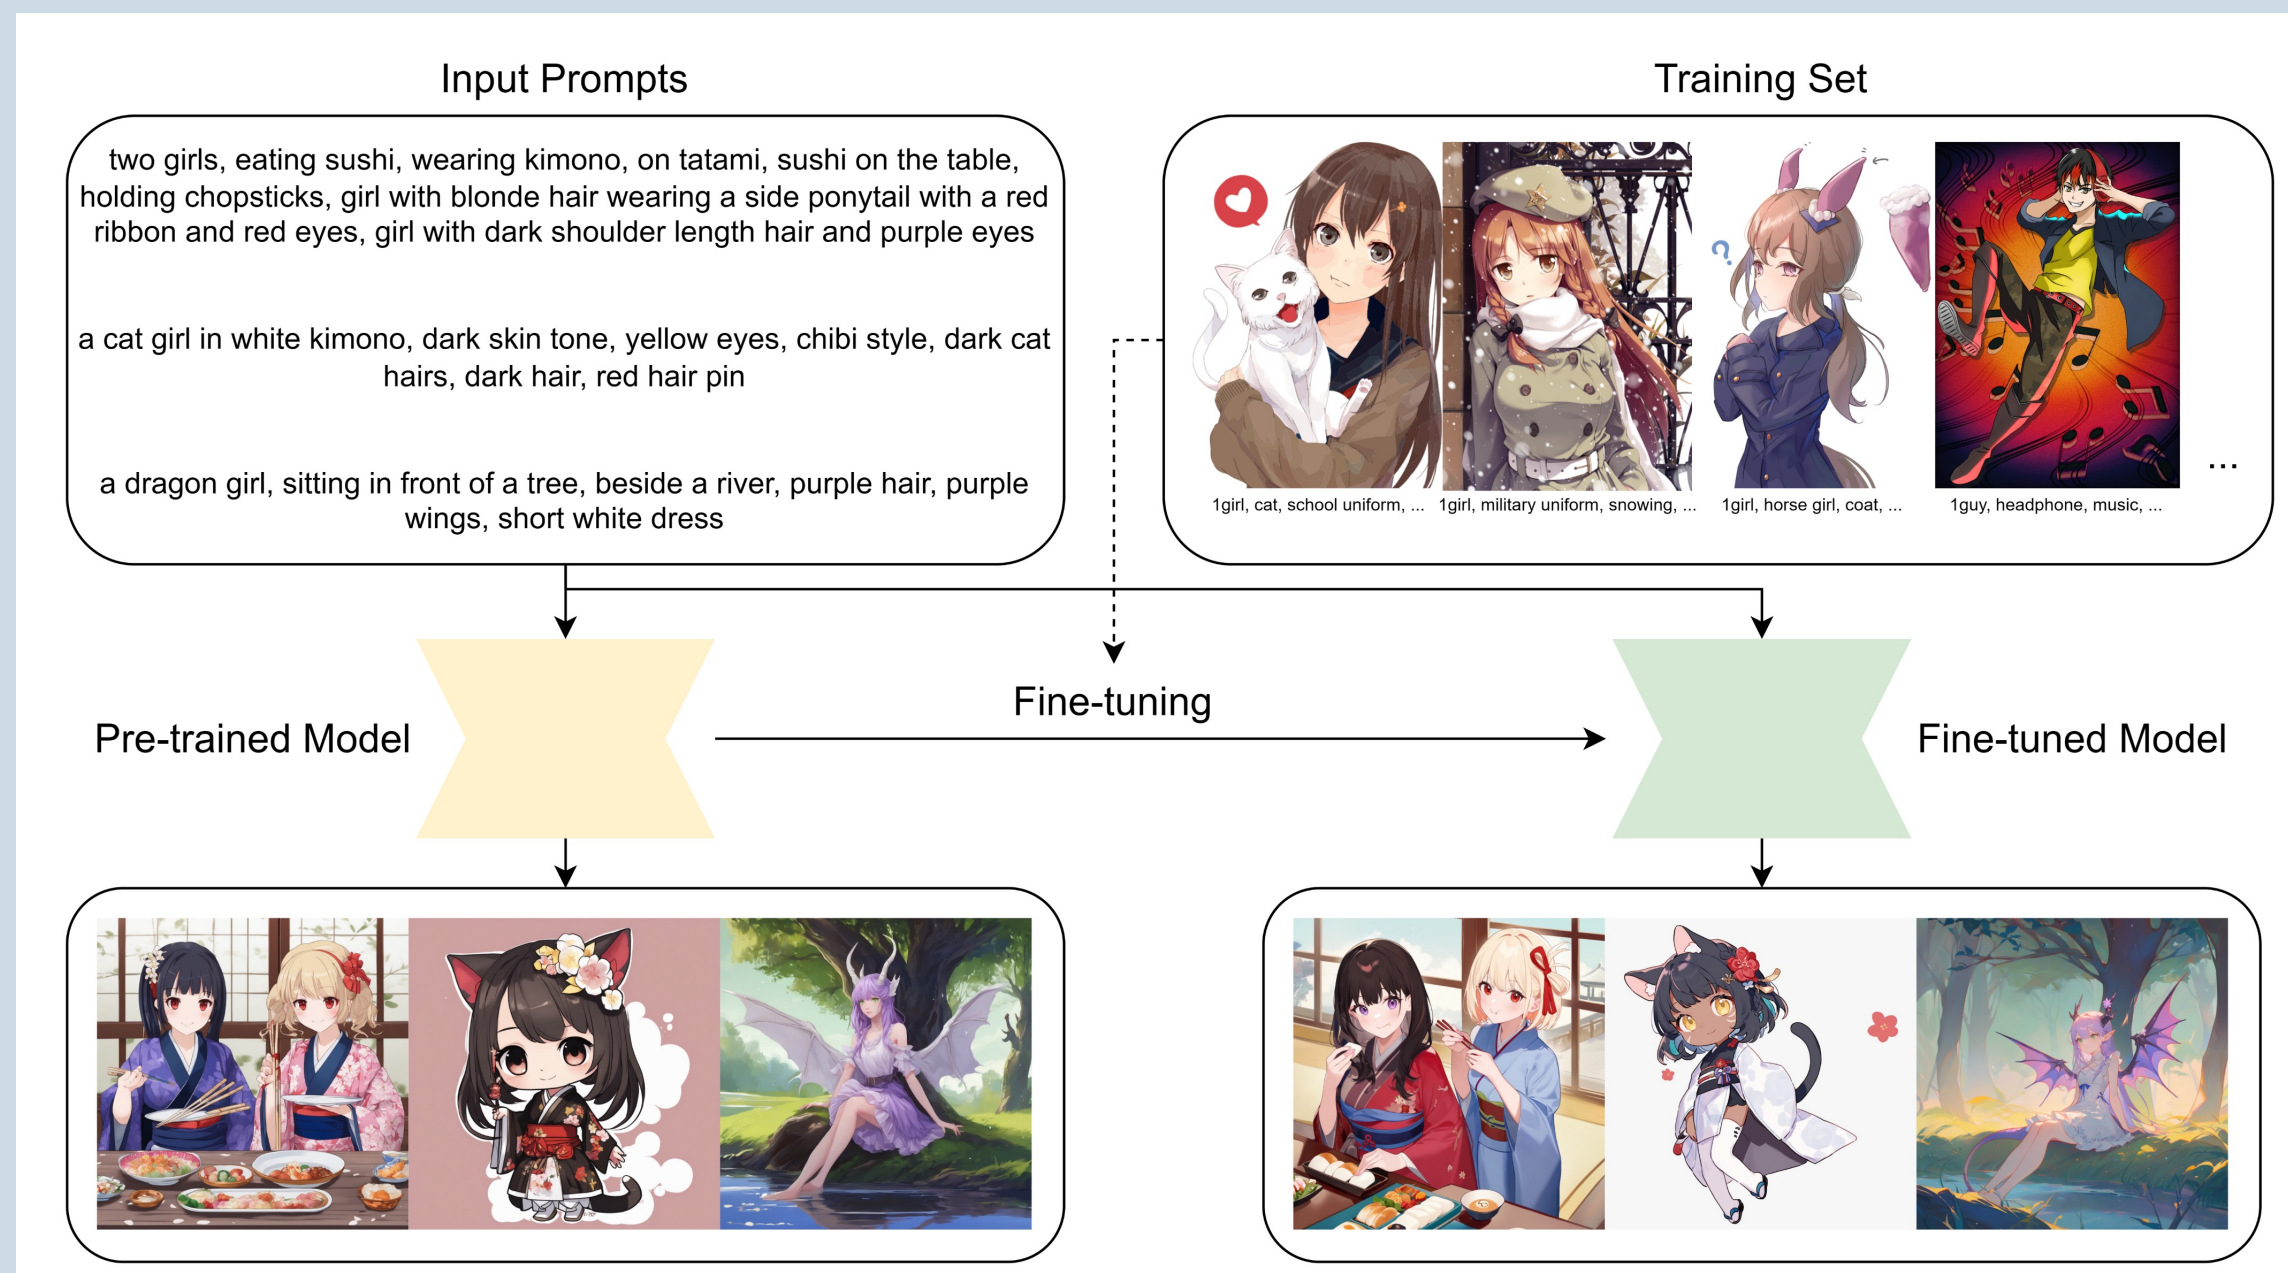 Input Prompts
two girls, eating sushi, wearing kimono, on tatami, sushi on the table,
holding chopsticks, girl with blonde hair wearing a side ponytail with a red
ribbon and red eyes, girl with dark shoulder length hair and purple eyes
a cat girl in white kimono, dark skin tone, yellow eyes, chibi style, dark cat
hairs, dark hair, red hair pin
a dragon girl, sitting in front of a tree, beside a river, purple hair, purple
wings, short white dress
Training Set
?
...
1girl, cat, school uniform, ...
1girl, military uniform, snowing, ...
1girl, horse girl, coat, ...
1guy, headphone, music, ...
Pre-trained Model
Fine-tuning
Fine-tuned Model